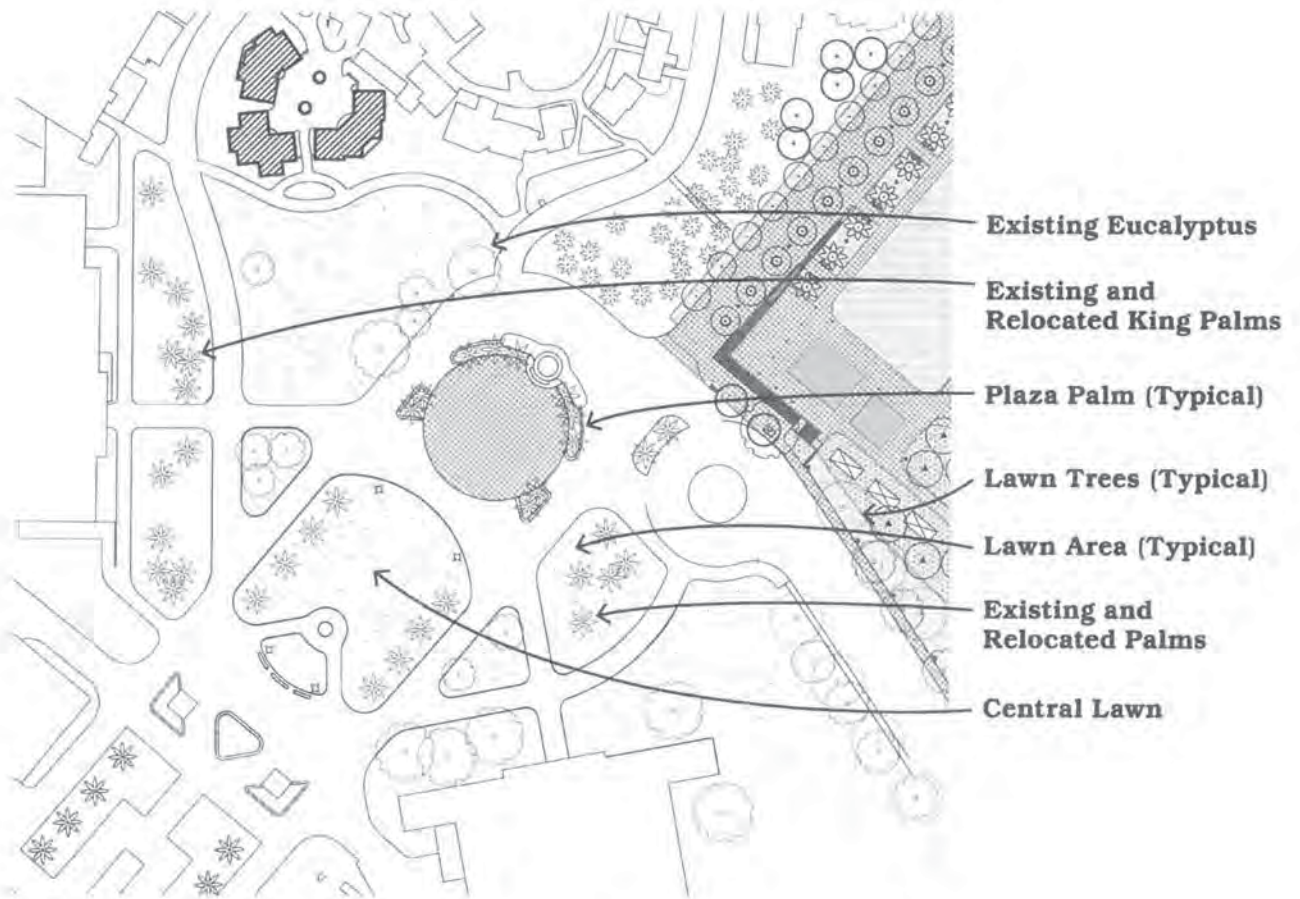 Existing Eucalyptus
Existing and
Relocated King Palms
Plaza Palm (Typical)
Lawn Trees (Typical)
Lawn Area (Typical)
Existing and
Relocated Palms
Central Lawn